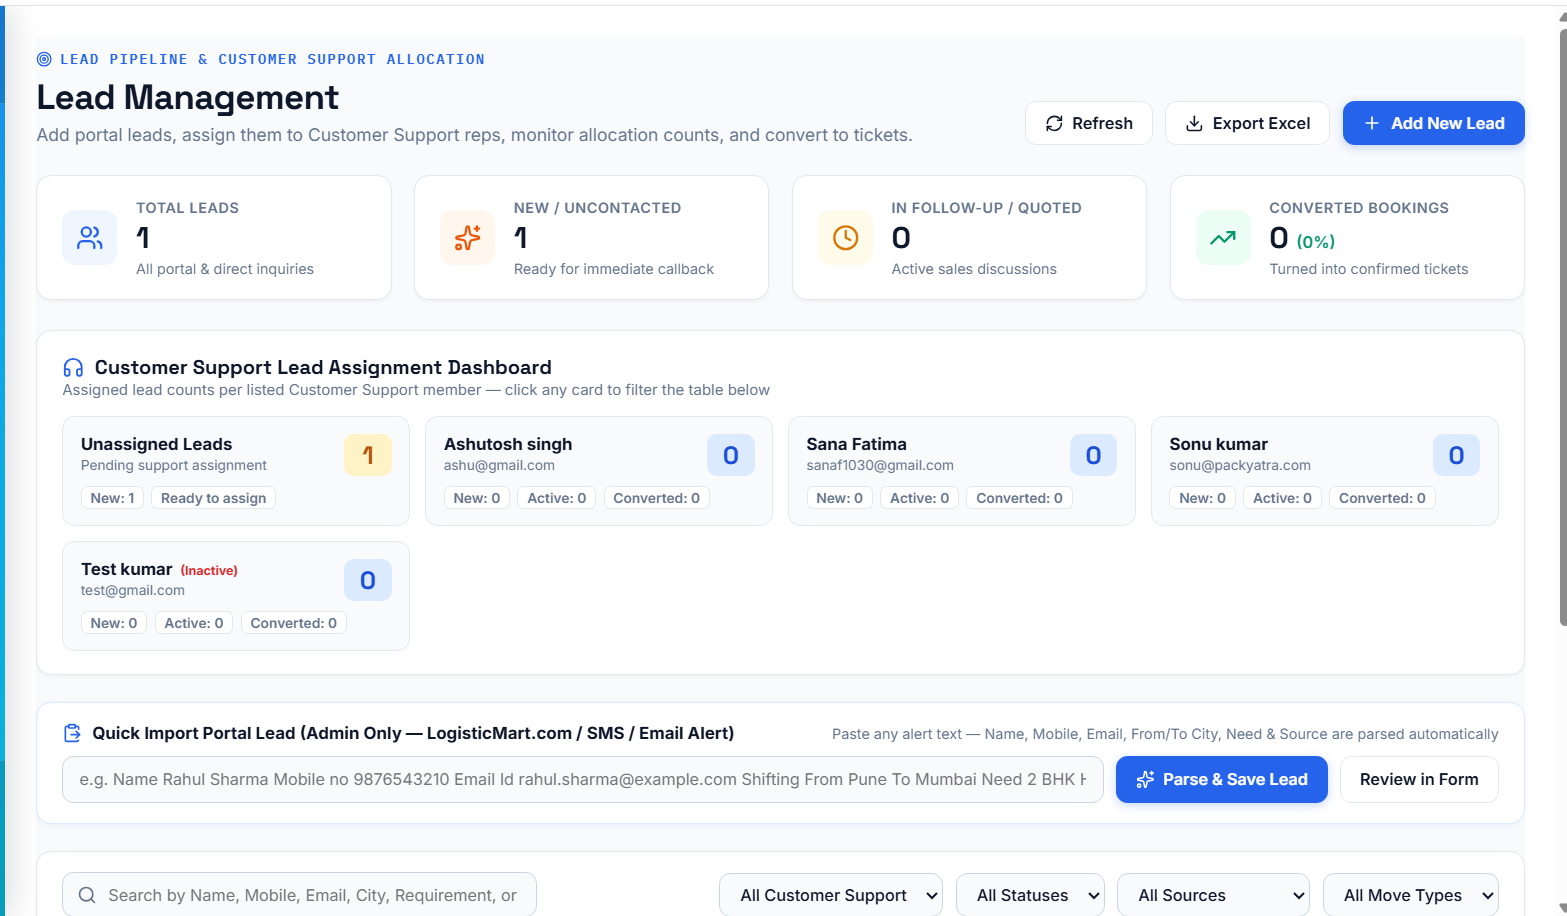 LEAD PIPELINE & CUSTOMER SUPPORT ALLOCATION
Lead Management
Add portal leads, assign them to Customer Support reps, monitor allocation counts, and convert to tickets.
Refresh
Export Excel
Add New Lead
TOTAL LEADS
1
All portal & direct inquiries
NEW / UNCONTACTED
1
Ready for immediate callback
IN FOLLOW-UP / QUOTED
0
Active sales discussions
CONVERTED BOOKINGS
0 (0%)
Turned into confirmed tickets
Customer Support Lead Assignment Dashboard
Assigned lead counts per listed Customer Support member — click any card to filter the table below
Unassigned Leads
1
Pending support assignment
New: 1 Ready to assign
Ashutosh singh
0
ashu@gmail.com
New: 0 Active: 0 Converted: 0
Sana Fatima
0
sanaf1030@gmail.com
New: 0 Active: 0 Converted: 0
Sonu kumar
0
sonu@packyatra.com
New: 0 Active: 0 Converted: 0
Test kumar (Inactive)
0
test@gmail.com
New: 0 Active: 0 Converted: 0
Quick Import Portal Lead (Admin Only — LogisticMart.com / SMS / Email Alert)
Paste any alert text — Name, Mobile, Email, From/To City, Need & Source are parsed automatically
e.g. Name Rahul Sharma Mobile no 9876543210 Email Id rahul.sharma@example.com Shifting From Pune To Mumbai Need 2 BHK
Parse & Save Lead
Review in Form
Search by Name, Mobile, Email, City, Requirement, or
All Customer Support
All Statuses
All Sources
All Move Types